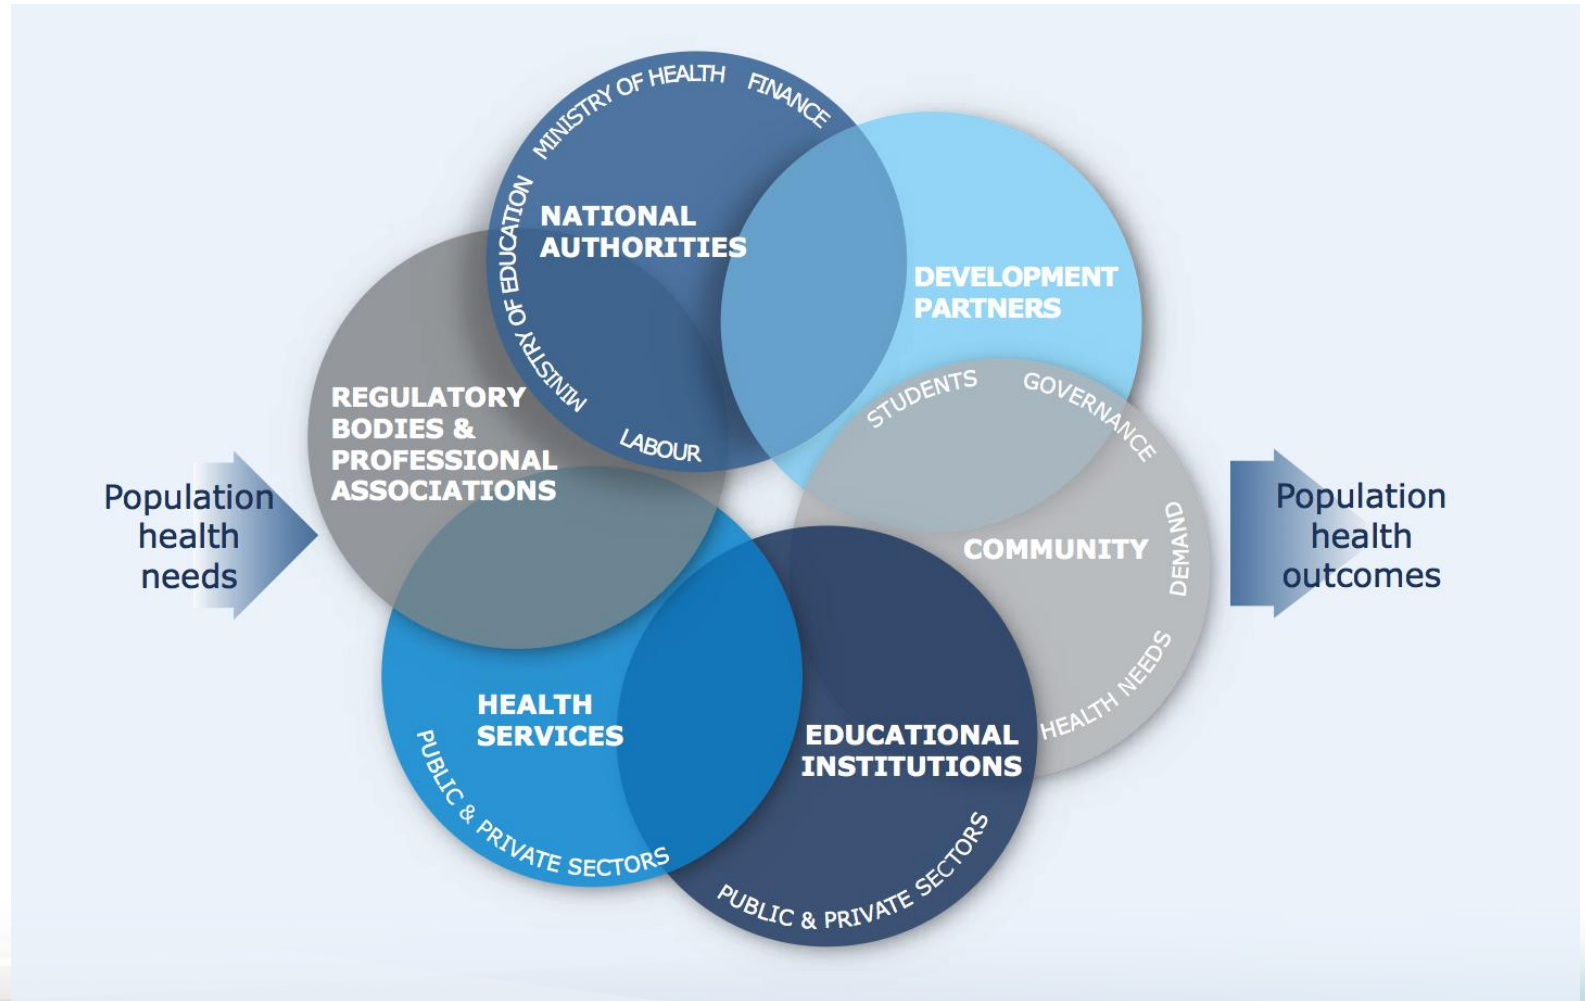 MINISTRY OF HEALTH
FINANCE
MINISTRY OF EDUCATION
NATIONAL
AUTHORITIES
LABOUR
DEVELOPMENT
PARTNERS
REGULATORY
BODIES &
PROFESSIONAL
ASSOCIATIONS
Population
health
needs
STUDENTS
GOVERNANCE
DEMAND
HEALTH NEEDS
COMMUNITY
Population
health
outcomes
HEALTH
SERVICES
PUBLIC & PRIVATE SECTORS
EDUCATIONAL
INSTITUTIONS
PUBLIC & PRIVATE SECTORS